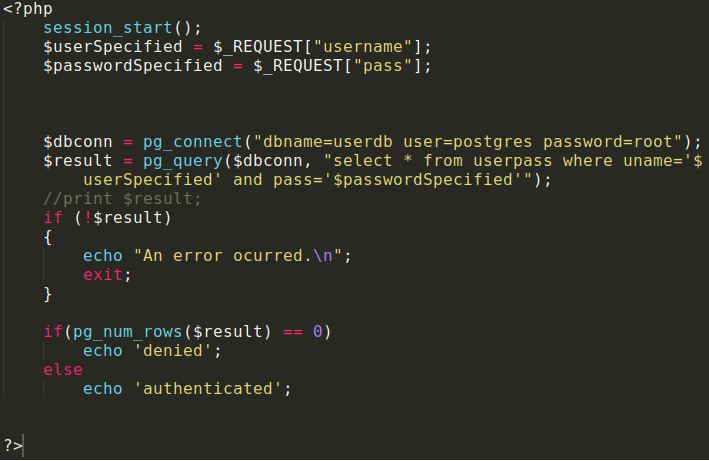 <?php
session_start();
$userSpecified = $_REQUEST["username"];
$passwordSpecified = $_REQUEST["pass"];
$dbconn = pg_connect("dbname=userdb user=postgres password=root");
$result = pg_query($dbconn, "select * from userpass where uname='$
userSpecified' and pass='$passwordSpecified'");
//print $result;
if (!$result)
{
echo "An error ocurred.\n";
exit;
}
if(pg_num_rows($result) == 0)
echo 'denied';
else
echo 'authenticated';
?>